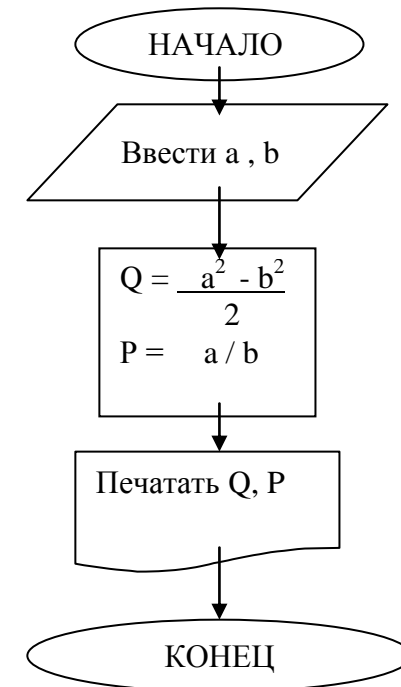 НАЧАЛО
Ввести a , b
Q = a² - b²
2
P = a / b
Печатать Q, P
КОНЕЦ